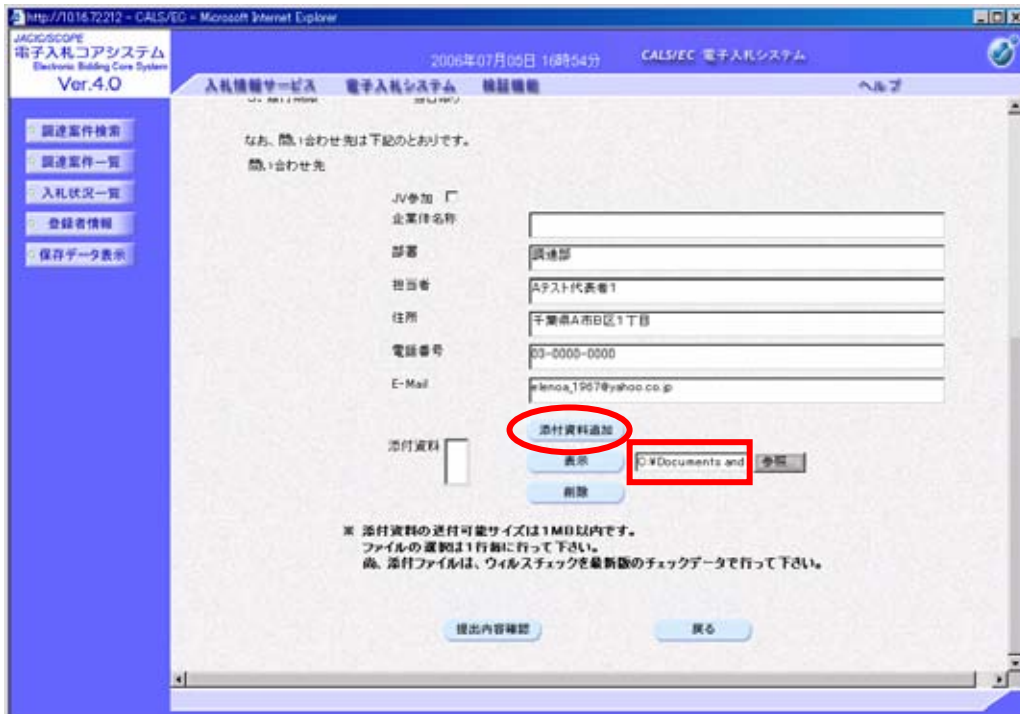 http://10.16.72.212 - CALS/EC - Microsoft Internet Explorer
JACIC/SCOPE
電子入札コアシステム
Electronic Bidding Core System
Ver.4.0
2006年07月05日 16時54分
CALS/EC 電子入札システム
入札情報サービス 電子入札システム 検証機能 ヘルプ
調達案件検索
調達案件一覧
入札状況一覧
登録者情報
保存データ表示
なお、問い合わせ先は下記のとおりです。
問い合わせ先
JV参加
企業体名称
部署 調達部
担当者 Aテスト代表者1
住所 千葉県A市B区1丁目
電話番号 03-0000-0000
E-Mail elenoa_1967@yahoo.co.jp
添付資料追加
添付資料 表示 C:¥Documents and 参照...
削除
※ 添付資料の送付可能サイズは1MB以内です。
ファイルの選択は1行毎に行って下さい。
尚、添付ファイルは、ウィルスチェックを最新版のチェックデータで行って下さい。
提出内容確認 戻る